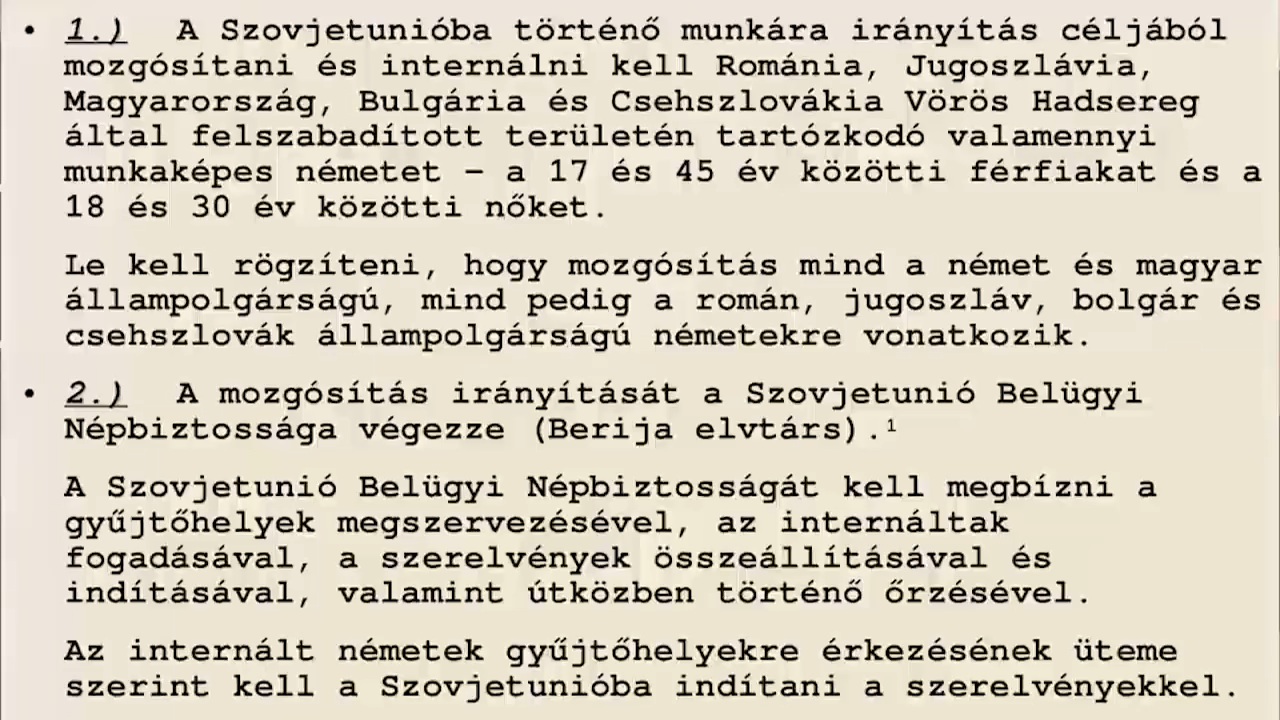 • 1.) A Szovjetunióba történő munkára irányítás céljából
mozgósítani és internálni kell Románia, Jugoszlávia,
Magyarország, Bulgária és Csehszlovákia Vörös Hadsereg
által felszabadított területén tartózkodó valamennyi
munkaképes németet – a 17 és 45 év közötti férfiakat és a
18 és 30 év közötti nőket.
Le kell rögzíteni, hogy mozgósítás mind a német és magyar
állampolgárságú, mind pedig a román, jugoszláv, bolgár és
csehszlovák állampolgárságú németekre vonatkozik.
• 2.) A mozgósítás irányítását a Szovjetunió Belügyi
Népbiztossága végezze (Berija elvtárs).¹
A Szovjetunió Belügyi Népbiztosságát kell megbízni a
gyűjtőhelyek megszervezésével, az internáltak
fogadásával, a szerelvények összeállításával és
indításával, valamint útközben történő őrzésével.
Az internált németek gyűjtőhelyekre érkezésének üteme
szerint kell a Szovjetunióba indítani a szerelvényekkel.